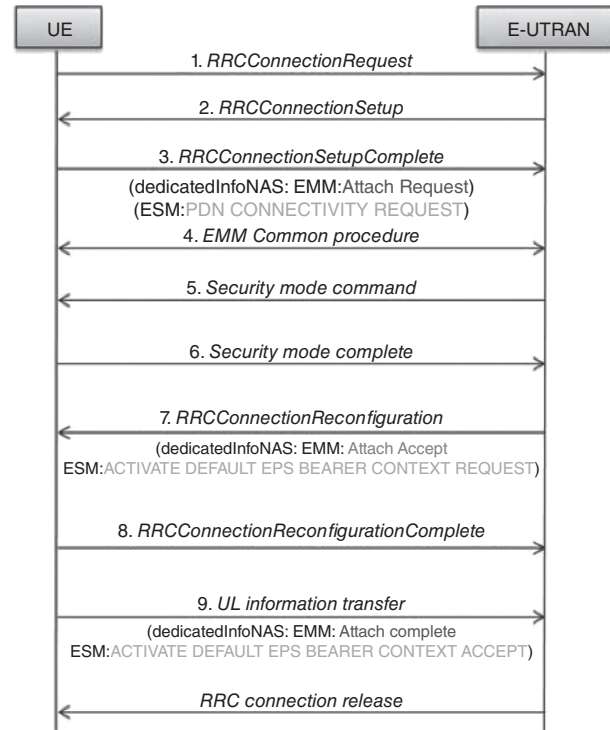 UE
E-UTRAN
1. RRCConnectionRequest
2. RRCConnectionSetup
3. RRCConnectionSetupComplete
(dedicatedInfoNAS: EMM:Attach Request)
(ESM:PDN CONNECTIVITY REQUEST)
4. EMM Common procedure
5. Security mode command
6. Security mode complete
7. RRCConnectionReconfiguration
(dedicatedInfoNAS: EMM: Attach Accept
ESM:ACTIVATE DEFAULT EPS BEARER CONTEXT REQUEST)
8. RRCConnectionReconfigurationComplete
9. UL information transfer
(dedicatedInfoNAS: EMM: Attach complete
ESM:ACTIVATE DEFAULT EPS BEARER CONTEXT ACCEPT)
RRC connection release